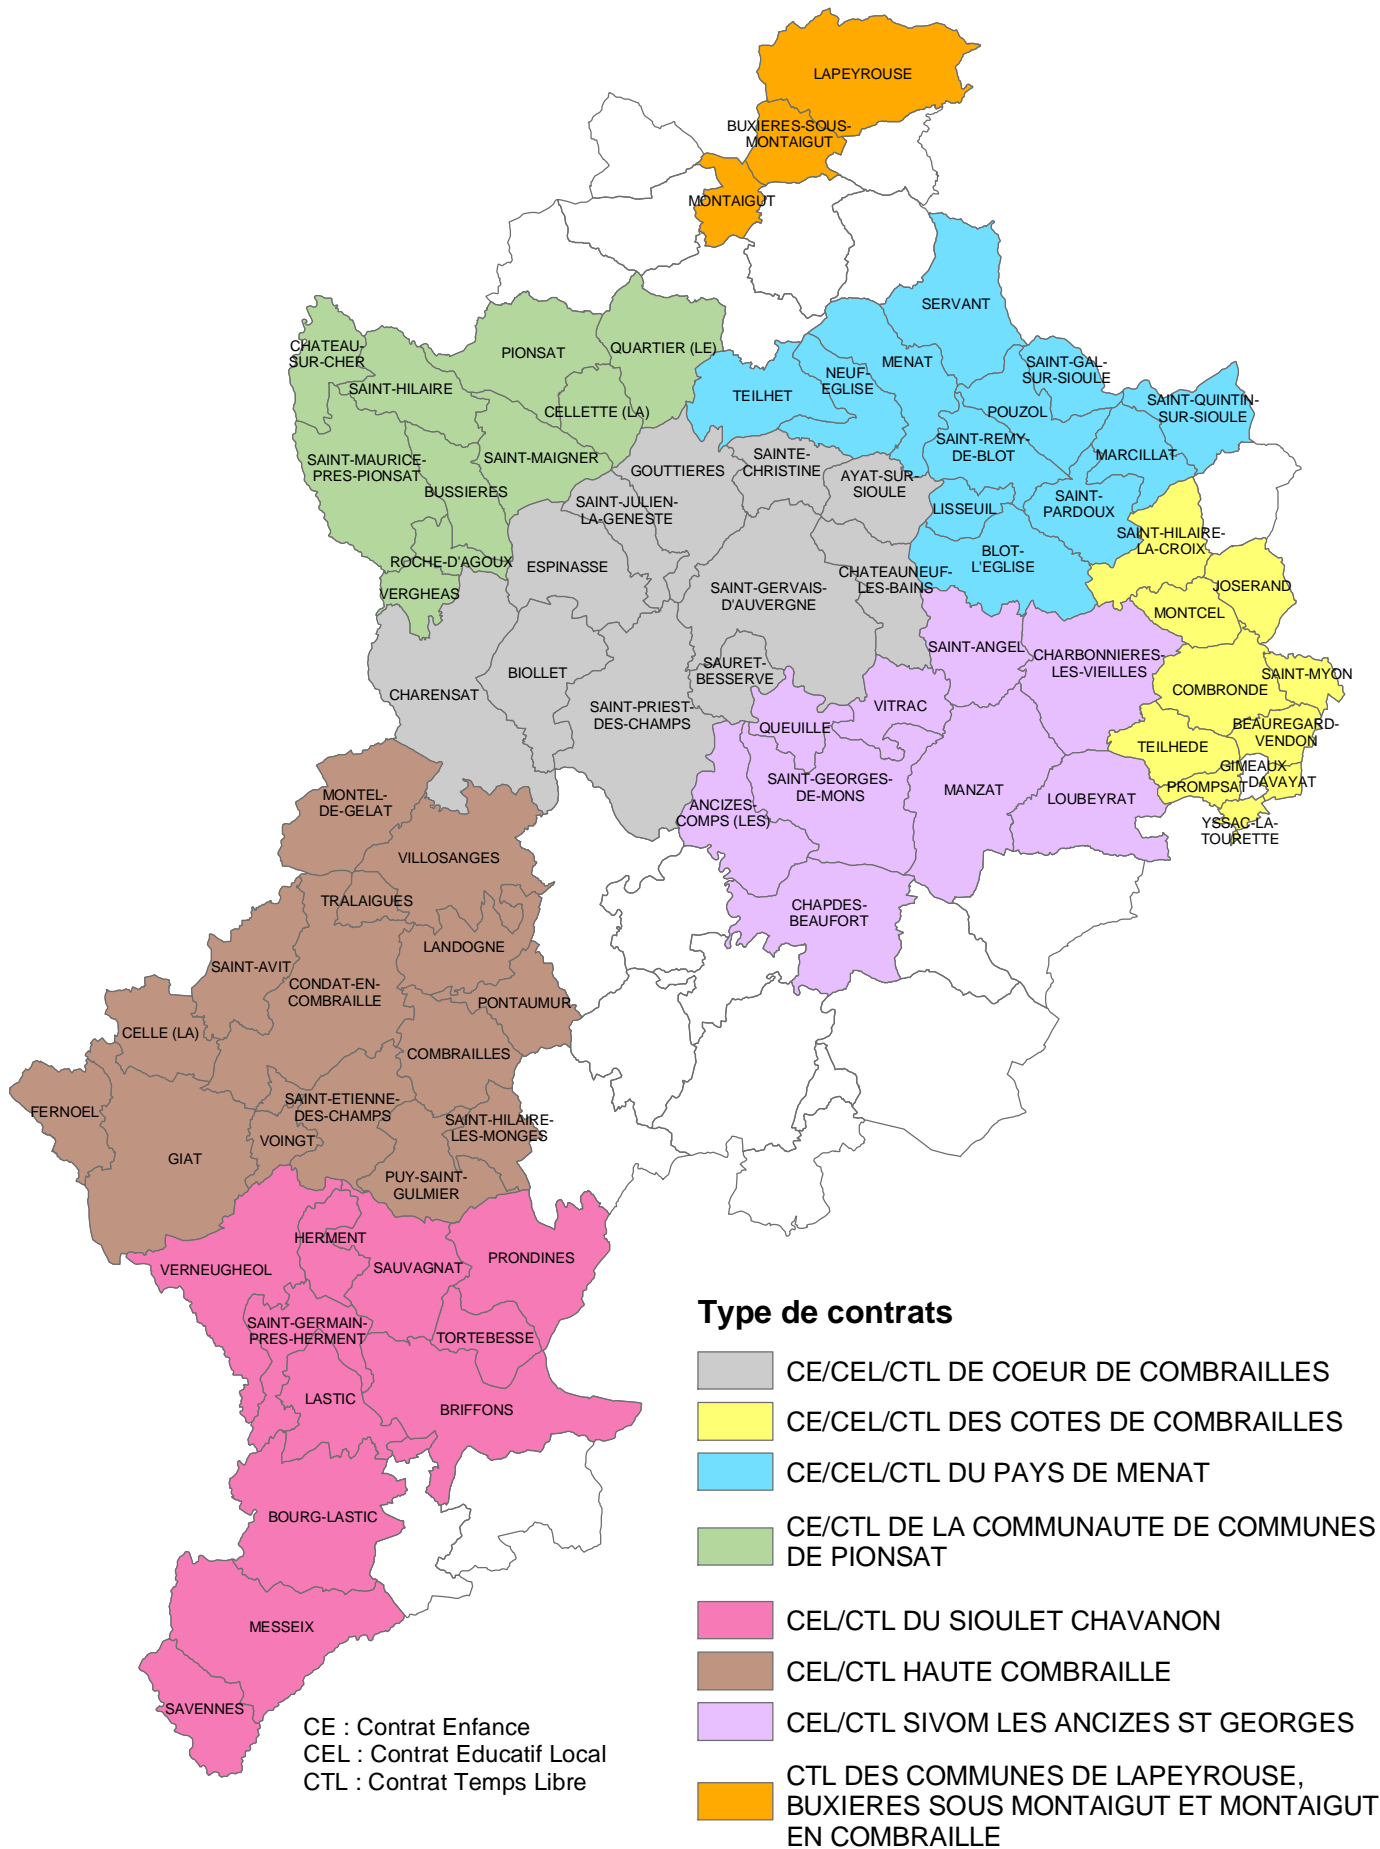 LAPEYROUSE
BUXIERES-SOUS-
MONTAIGUT
MONTAIGUT
SERVANT
CHATEAU-
SUR-CHER
PIONSAT
QUARTIER (LE)
SAINT-HILAIRE
CELLETTE (LA)
TEILHET
NEUF-
EGLISE
MENAT
SAINT-GAL-
SUR-SIOULE
POUZOL
SAINT-QUINTIN-
SUR-SIOULE
SAINT-MAURICE-
PRES-PIONSAT
SAINT-MAIGNER
BUSSIERES
GOUTTIERES
SAINTE-
CHRISTINE
AYAT-SUR-
SIOULE
SAINT-REMY-
DE-BLOT
MARCILLAT
SAINT-JULIEN-
LA-GENESTE
LISSEUIL
SAINT-
PARDOUX
SAINT-HILAIRE-
LA-CROIX
ROCHE-D'AGOUX
VERGHEAS
ESPINASSE
SAINT-GERVAIS-
D'AUVERGNE
CHATEAUNEUF-
LES-BAINS
BLOT-
L'EGLISE
JOSERAND
MONTCEL
CHARENSAT
BIOLLET
SAURET-
BESSERVE
SAINT-ANGEL
CHARBONNIERES-
LES-VIEILLES
COMBRONDE
SAINT-MYON
SAINT-PRIEST-
DES-CHAMPS
QUEUILLE
VITRAC
TEILHEDE
BEAUREGARD-
VENDON
GIMEAUX
DAVAYAT
PROMPSAT
YSSAC-LA-
TOURETTE
MONTEL-
DE-GELAT
ANCIZES-
COMPS (LES)
SAINT-GEORGES-
DE-MONS
MANZAT
LOUBEYRAT
VILLOSANGES
TRALAIGUES
LANDOGNE
CHAPDES-
BEAUFORT
SAINT-AVIT
CONDAT-EN-
COMBRAILLE
PONTAUMUR
CELLE (LA)
COMBRAILLES
FERNOEL
GIAT
SAINT-ETIENNE-
DES-CHAMPS
VOINGT
SAINT-HILAIRE-
LES-MONGES
PUY-SAINT-
GULMIER
VERNEUGHEOL
HERMENT
SAUVAGNAT
PRONDINES
SAINT-GERMAIN-
PRES-HERMENT
TORTEBESSE
LASTIC
BRIFFONS
BOURG-LASTIC
MESSEIX
SAVENNES
CE : Contrat Enfance
CEL : Contrat Educatif Local
CTL : Contrat Temps Libre
Type de contrats
CE/CEL/CTL DE COEUR DE COMBRAILLES
CE/CEL/CTL DES COTES DE COMBRAILLES
CE/CEL/CTL DU PAYS DE MENAT
CE/CTL DE LA COMMUNAUTE DE COMMUNES
DE PIONSAT
CEL/CTL DU SIOULET CHAVANON
CEL/CTL HAUTE COMBRAILLE
CEL/CTL SIVOM LES ANCIZES ST GEORGES
CTL DES COMMUNES DE LAPEYROUSE,
BUXIERES SOUS MONTAIGUT ET MONTAIGUT
EN COMBRAILLE